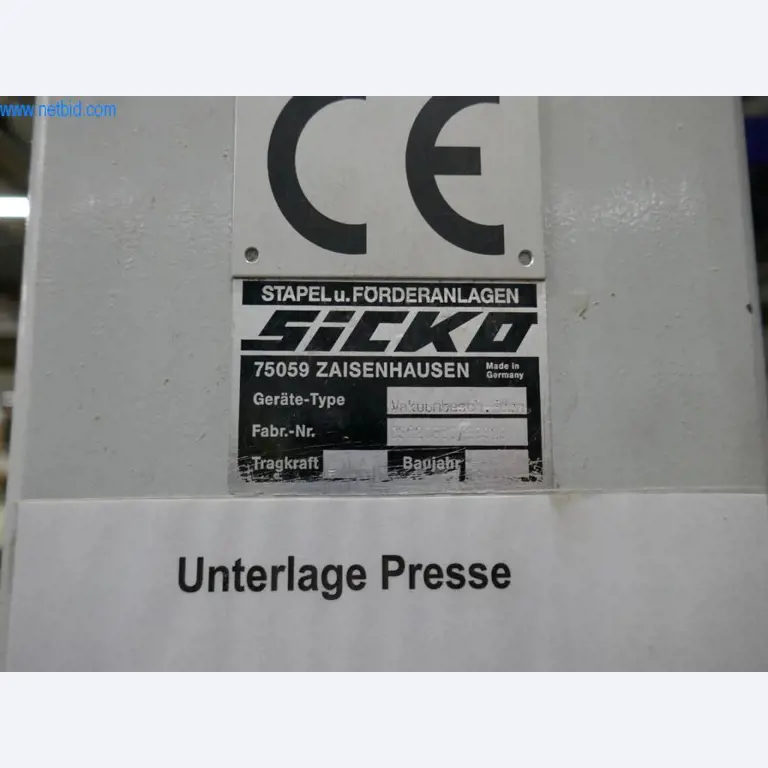 www.netbid.com
CE
STAPEL u. FÖRDERANLAGEN
SiCKO
75059 ZAISENHAUSEN Made in Germany
Geräte-Type
Fabr.-Nr.
Tragkraft Baujahr
Unterlage Presse